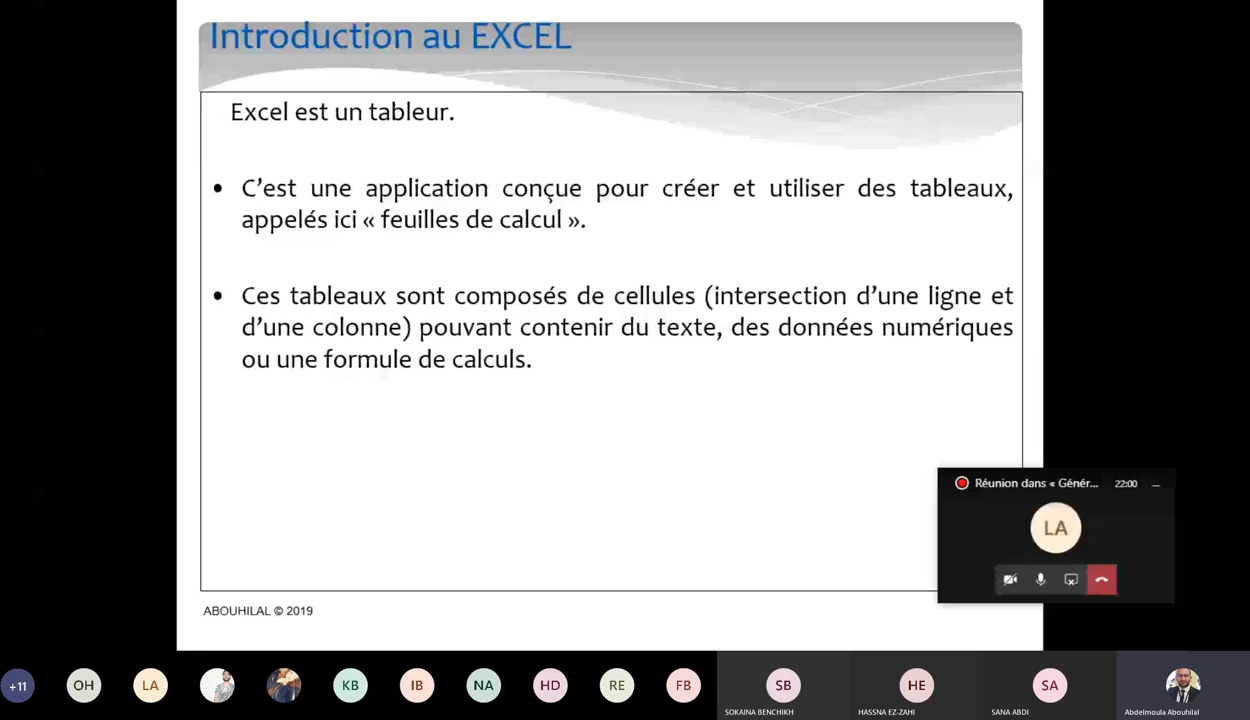 Introduction au EXCEL
Excel est un tableur.
• C’est une application conçue pour créer et utiliser des tableaux,
appelés ici « feuilles de calcul ».
• Ces tableaux sont composés de cellules (intersection d’une ligne et
d’une colonne) pouvant contenir du texte, des données numériques
ou une formule de calculs.
Réunion dans « Génér... 22:00
LA
ABOUHILAL © 2019
+11 OH LA KB IB NA HD RE FB SB HE SA
SOKAINA BENCHIKH HASSNA EZ-ZAHI SANA ABDI Abdelmoula Abouhilal